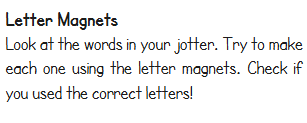 Letter Magnets
Look at the words in your jotter. Try to make
each one using the letter magnets. Check if
you used the correct letters!